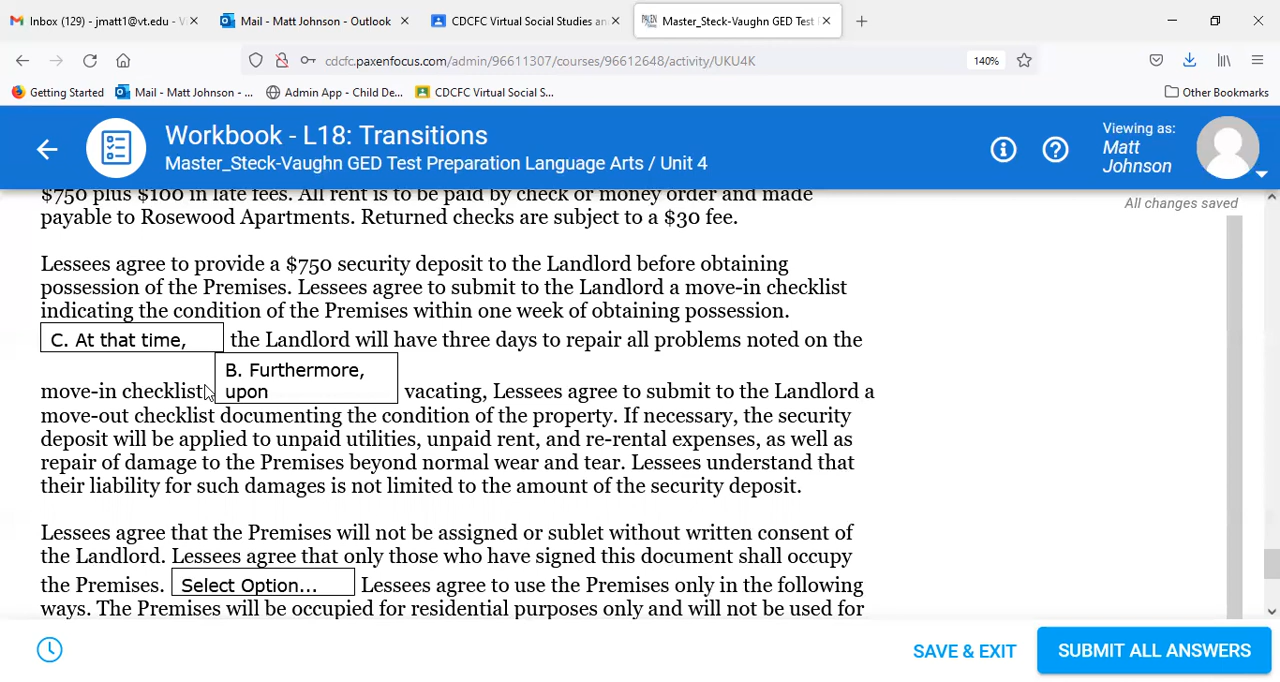 Inbox (129) - jmatt1@vt.edu - V
Mail - Matt Johnson - Outlook
CDCFC Virtual Social Studies an
Master_Steck-Vaughn GED Test
cdcfc.paxenfocus.com/admin/96611307/courses/96612648/activity/UKU4K
140%
Getting Started
Mail - Matt Johnson - ...
Admin App - Child De...
CDCFC Virtual Social S...
Other Bookmarks
Workbook - L18: Transitions
Master_Steck-Vaughn GED Test Preparation Language Arts / Unit 4
Viewing as:
Matt
Johnson
All changes saved
$750 plus $100 in late fees. All rent is to be paid by check or money order and made
payable to Rosewood Apartments. Returned checks are subject to a $30 fee.
Lessees agree to provide a $750 security deposit to the Landlord before obtaining
possession of the Premises. Lessees agree to submit to the Landlord a move-in checklist
indicating the condition of the Premises within one week of obtaining possession.
C. At that time, the Landlord will have three days to repair all problems noted on the
move-in checklist. B. Furthermore, upon vacating, Lessees agree to submit to the Landlord a
move-out checklist documenting the condition of the property. If necessary, the security
deposit will be applied to unpaid utilities, unpaid rent, and re-rental expenses, as well as
repair of damage to the Premises beyond normal wear and tear. Lessees understand that
their liability for such damages is not limited to the amount of the security deposit.
Lessees agree that the Premises will not be assigned or sublet without written consent of
the Landlord. Lessees agree that only those who have signed this document shall occupy
the Premises. Select Option... Lessees agree to use the Premises only in the following
ways. The Premises will be occupied for residential purposes only and will not be used for
SAVE & EXIT
SUBMIT ALL ANSWERS